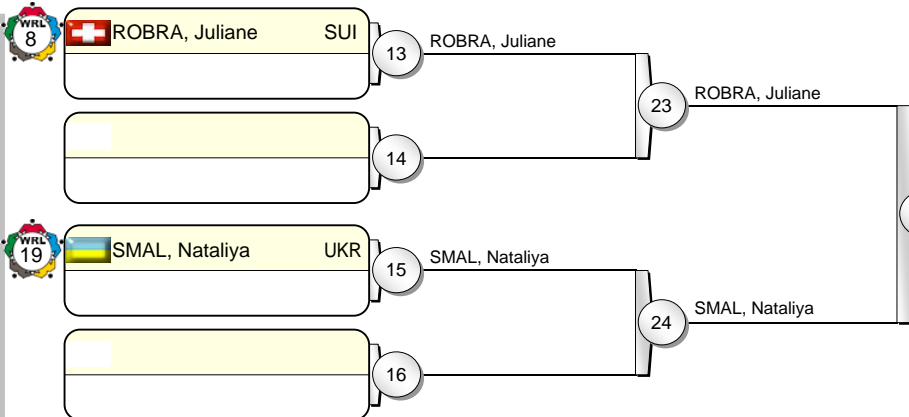 WRL
8
ROBRA, Juliane SUI
13
ROBRA, Juliane
23
ROBRA, Juliane
14
WRL
19
SMAL, Nataliya UKR
15
SMAL, Nataliya
24
SMAL, Nataliya
16